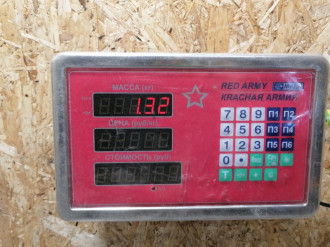 МАССА (кг)
1.32
ЦЕНА (руб/кг)
СТОИМОСТЬ (руб)
RED ARMY
КРАСНАЯ АРМИЯ
7 8 9 П1 П2
4 5 6 П3 П4
1 2 3 П5 П6
0